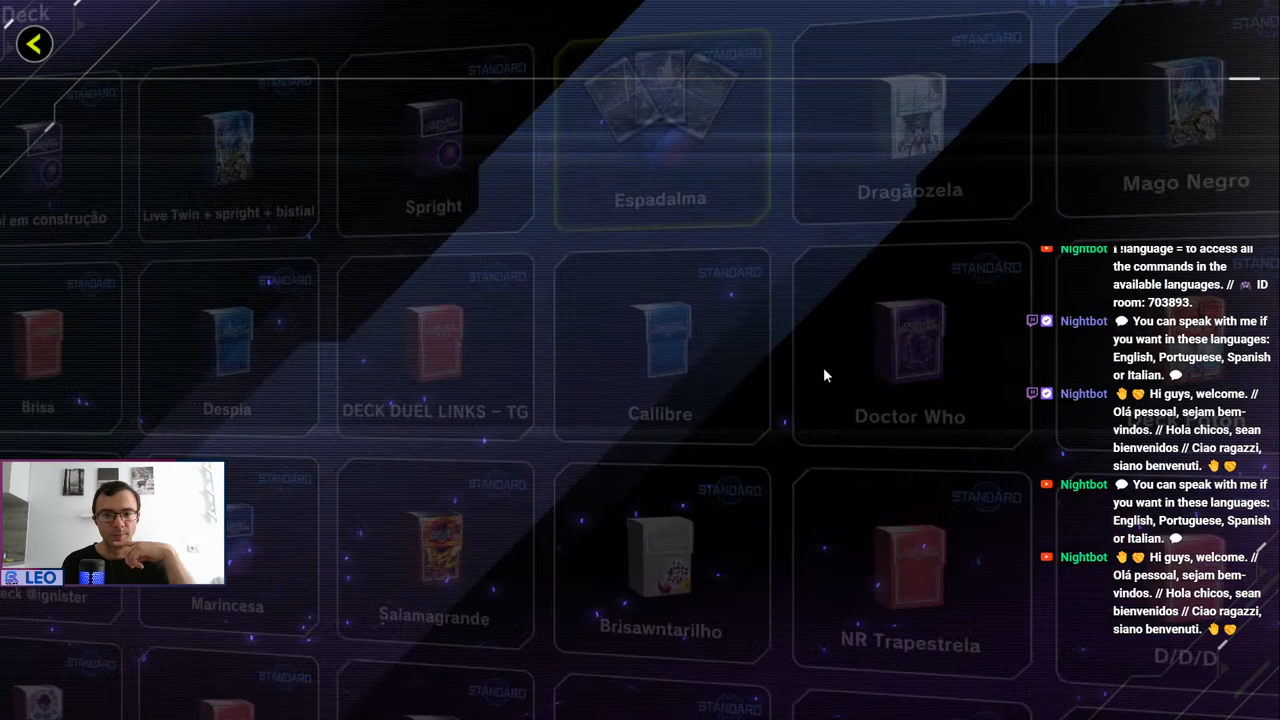 Deck
STANDARD
STANDARD
STANDARD
STANDARD
STANDARD
Live Twin + spright + bistial
Spright
Espadalma
Dragãozela
Mago Negro
em construção
STANDARD
STANDARD
STANDARD
STANDARD
Brisa
Despia
DECK DUEL LINKS – TG
Callibre
Doctor Who
STANDARD
STANDARD
STANDARD
STANDARD
@ignister
Marincesa
Salamagrande
Brisawntarilho
NR Trapestrela
D/D/D
STANDARD
STANDARD
STANDARD
STANDARD
LEO
Nightbot !language = to access all
the commands in the
available languages. // 🎮 ID
room: 703893.
Nightbot 💬 You can speak with me if
you want in these languages:
English, Portuguese, Spanish
or Italian. 💬
Nightbot 🤚 🤝 Hi guys, welcome. //
Olá pessoal, sejam bem-
vindos. // Hola chicos, sean
bienvenidos // Ciao ragazzi,
siano benvenuti. 🤚 🤝
Nightbot 💬 You can speak with me if
you want in these languages:
English, Portuguese, Spanish
or Italian. 💬
Nightbot 🤚 🤝 Hi guys, welcome. //
Olá pessoal, sejam bem-
vindos. // Hola chicos, sean
bienvenidos // Ciao ragazzi,
siano benvenuti. 🤚 🤝